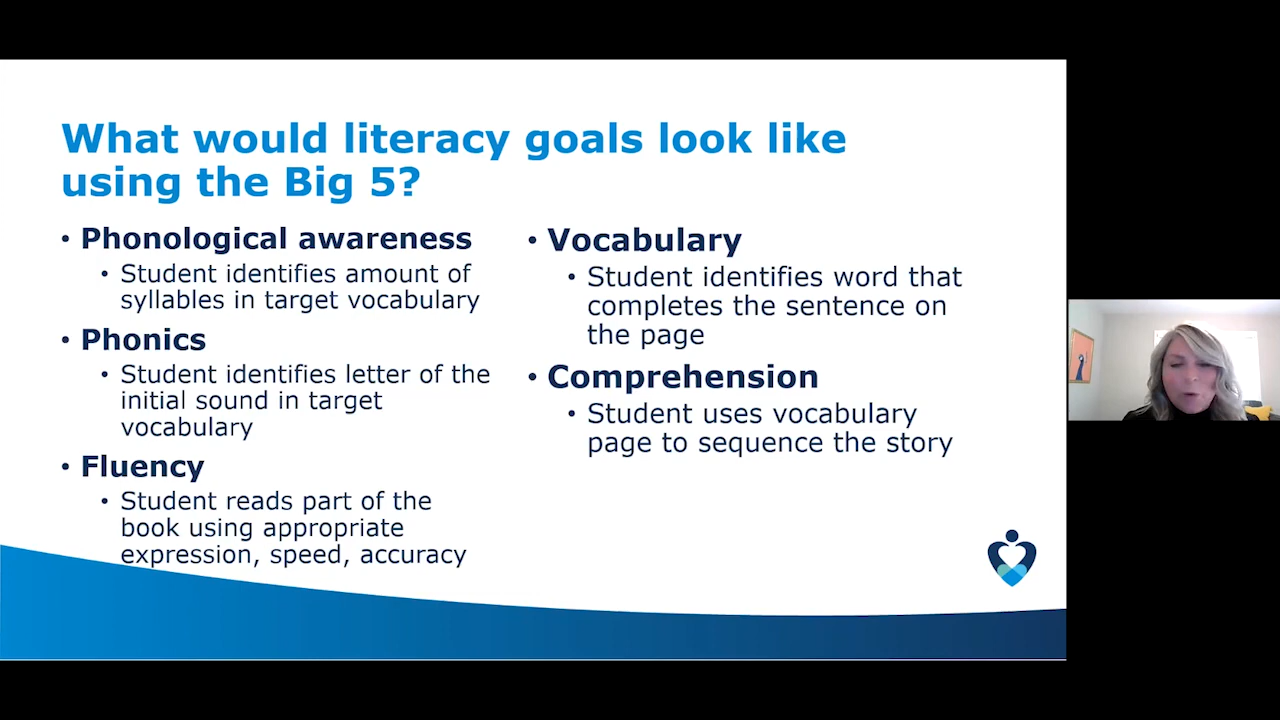 What would literacy goals look like
using the Big 5?
• Phonological awareness
• Student identifies amount of
syllables in target vocabulary
• Phonics
• Student identifies letter of the
initial sound in target
vocabulary
• Fluency
• Student reads part of the
book using appropriate
expression, speed, accuracy
• Vocabulary
• Student identifies word that
completes the sentence on
the page
• Comprehension
• Student uses vocabulary
page to sequence the story